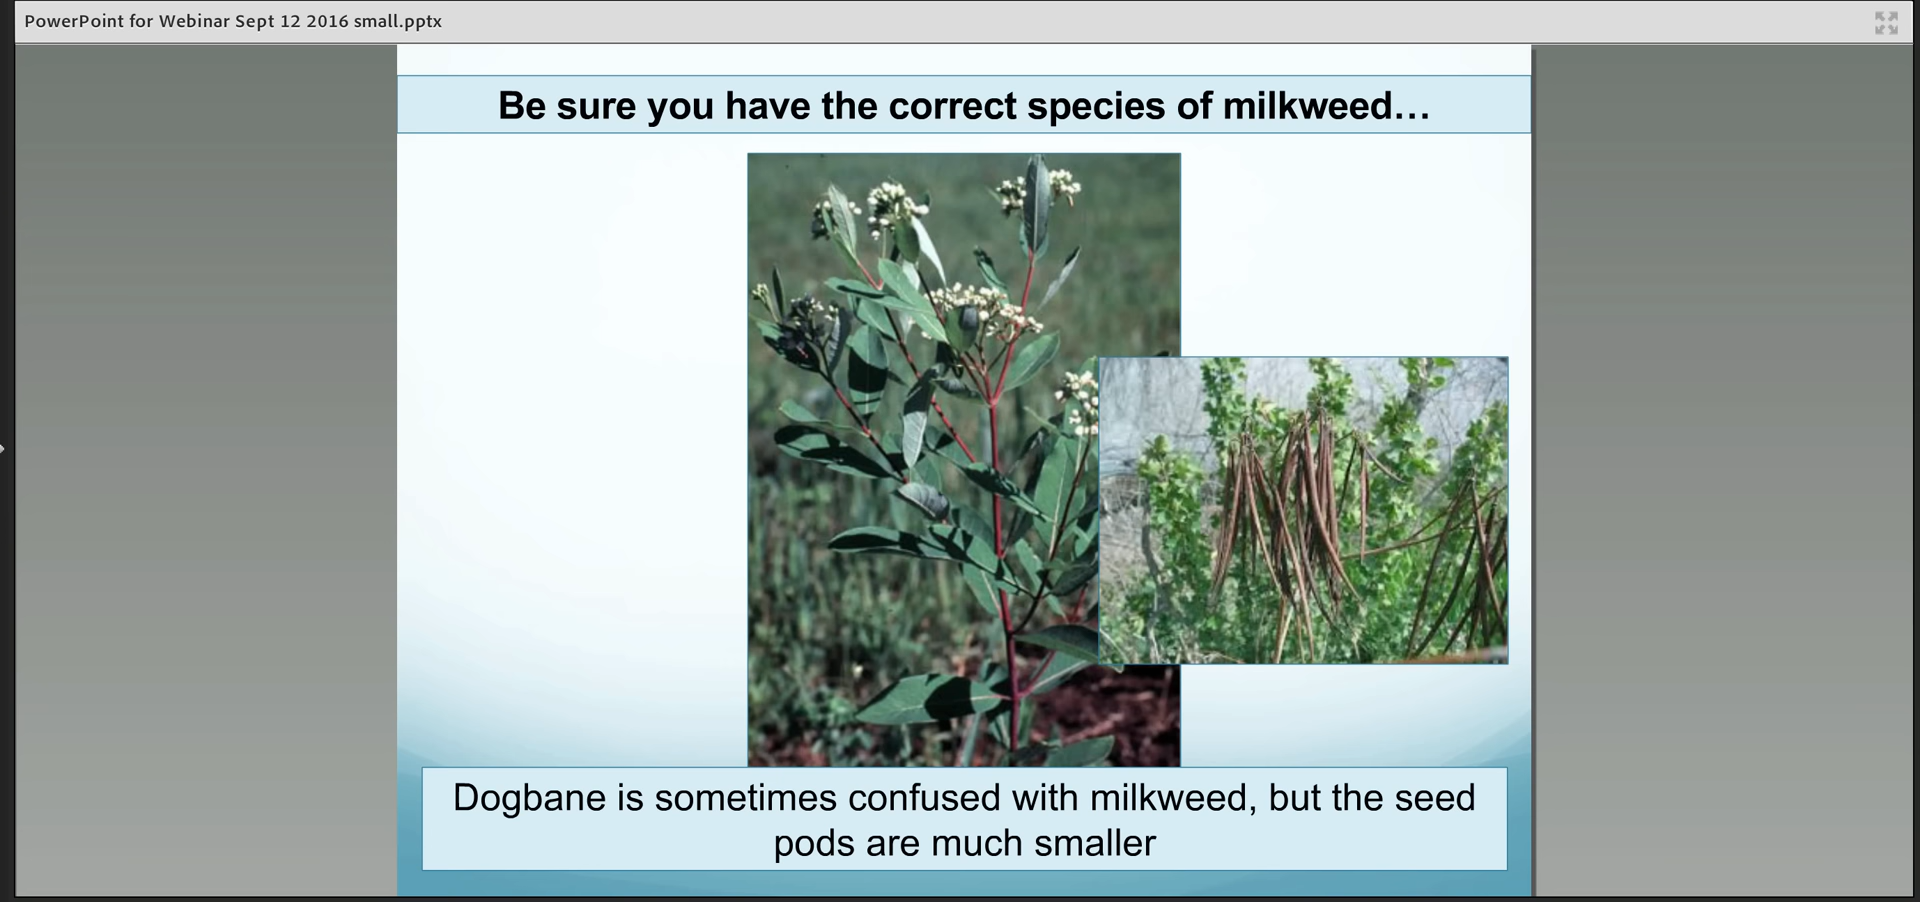 PowerPoint for Webinar Sept 12 2016 small.pptx
Be sure you have the correct species of milkweed…
Dogbane is sometimes confused with milkweed, but the seed
pods are much smaller